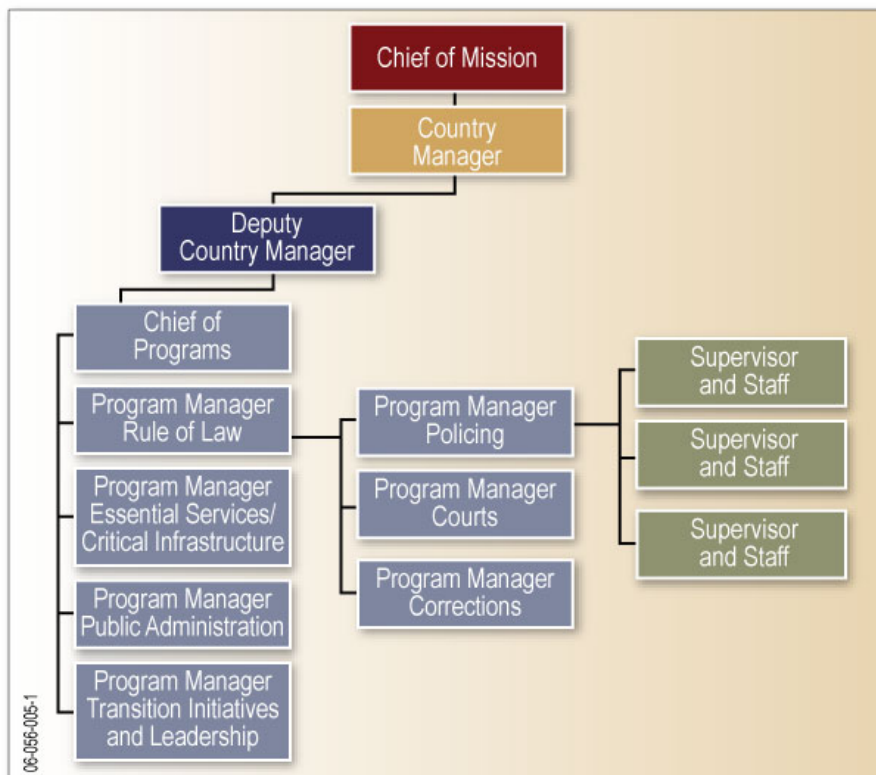 Chief of Mission
Country
Manager
Deputy
Country Manager
Chief of
Programs
Program Manager
Rule of Law
Program Manager
Essential Services/
Critical Infrastructure
Program Manager
Public Administration
Program Manager
Transition Initiatives
and Leadership
Program Manager
Policing
Program Manager
Courts
Program Manager
Corrections
Supervisor
and Staff
Supervisor
and Staff
Supervisor
and Staff
06-056-005-1